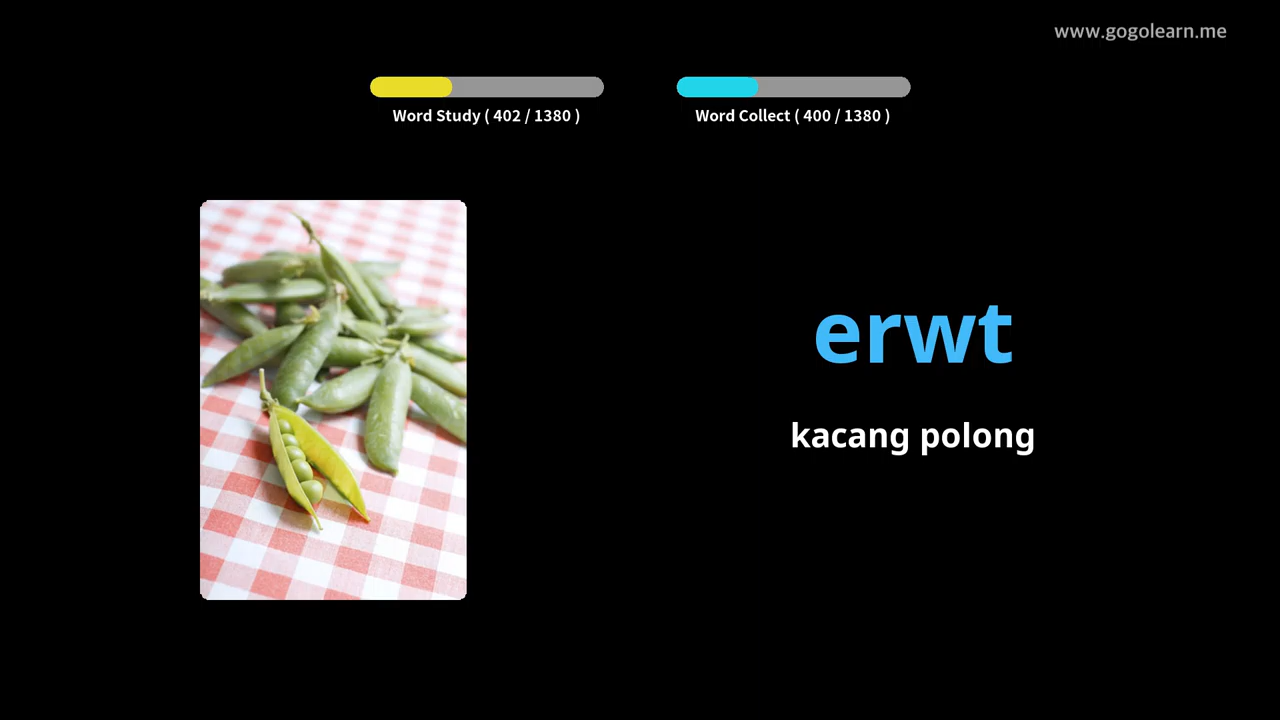 www.gogolearn.me
Word Study ( 402 / 1380 )
Word Collect ( 400 / 1380 )
erwt
kacang polong